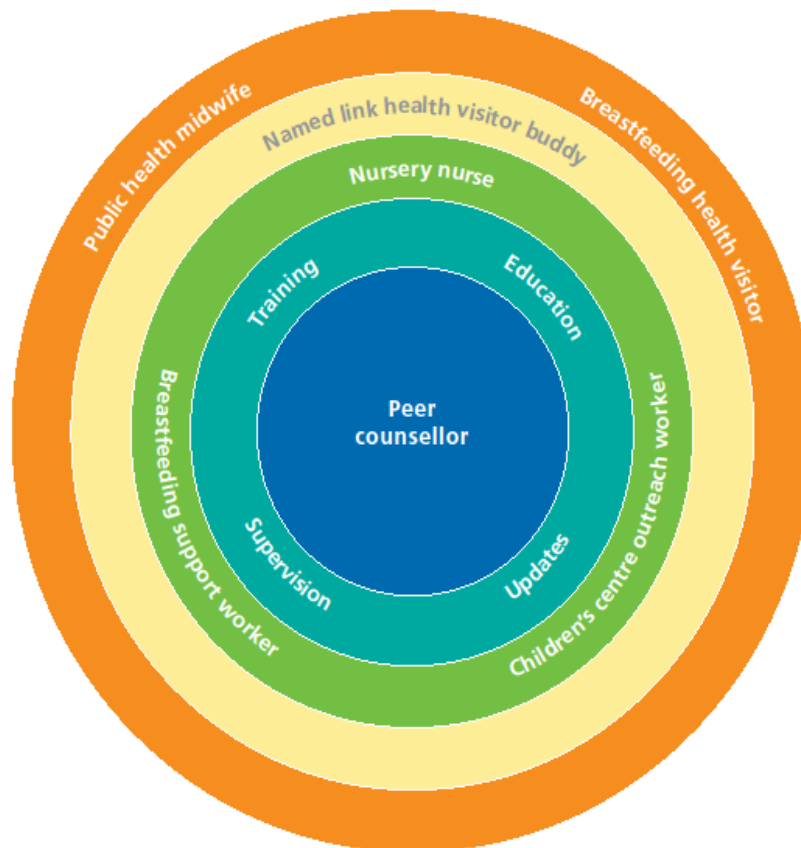 Public health midwife
Breastfeeding health visitor
Named link health visitor buddy
Nursery nurse
Breastfeeding support worker
Children's centre outreach worker
Training
Education
Supervision
Updates
Peer
counsellor